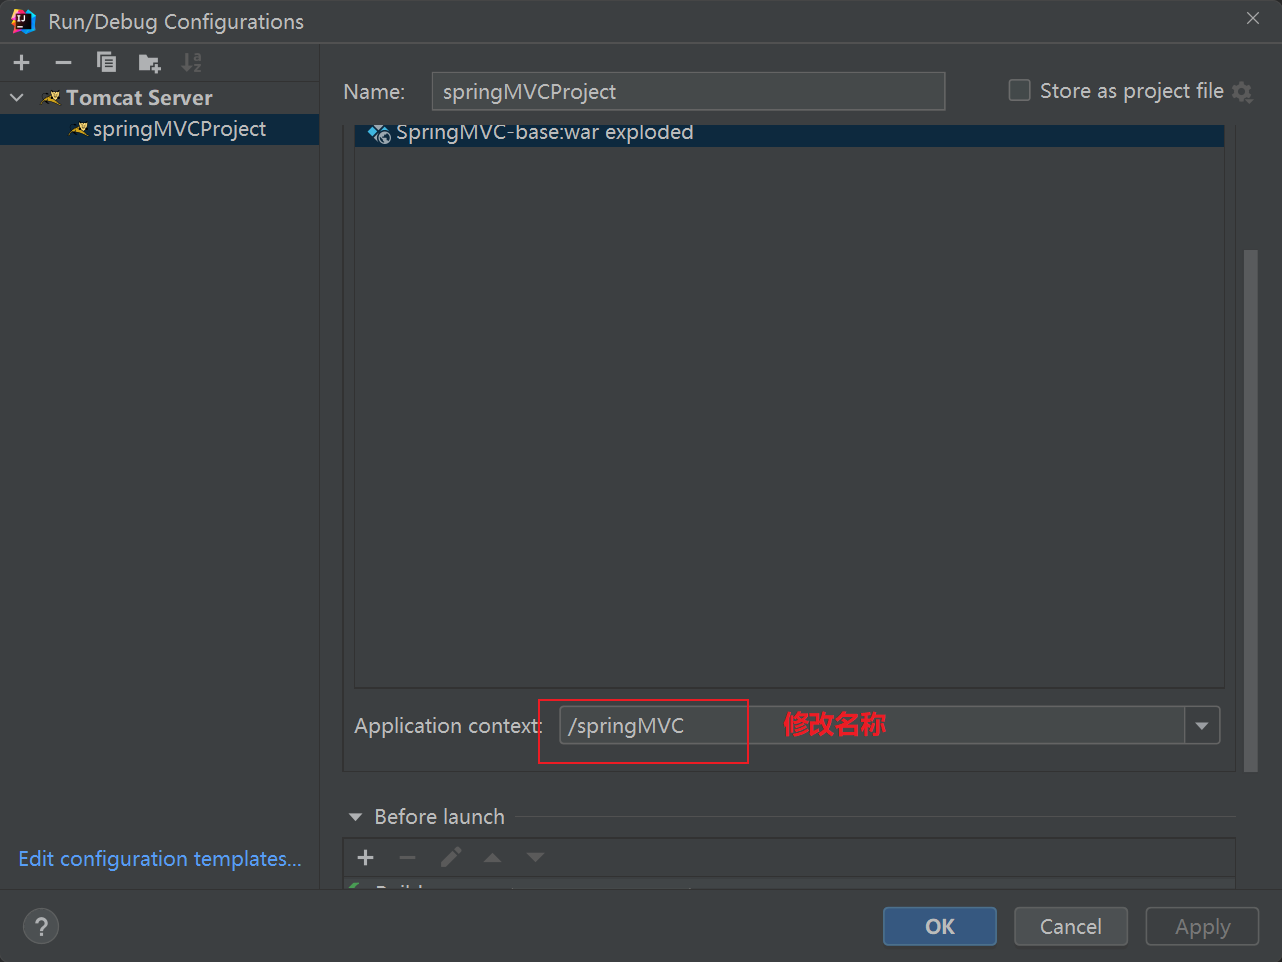 Run/Debug Configurations
Tomcat Server
springMVCProject
Edit configuration templates...
Name: springMVCProject
Store as project file
SpringMVC-base:war exploded
Application context: /springMVC 修改名称
Before launch
? OK Cancel Apply